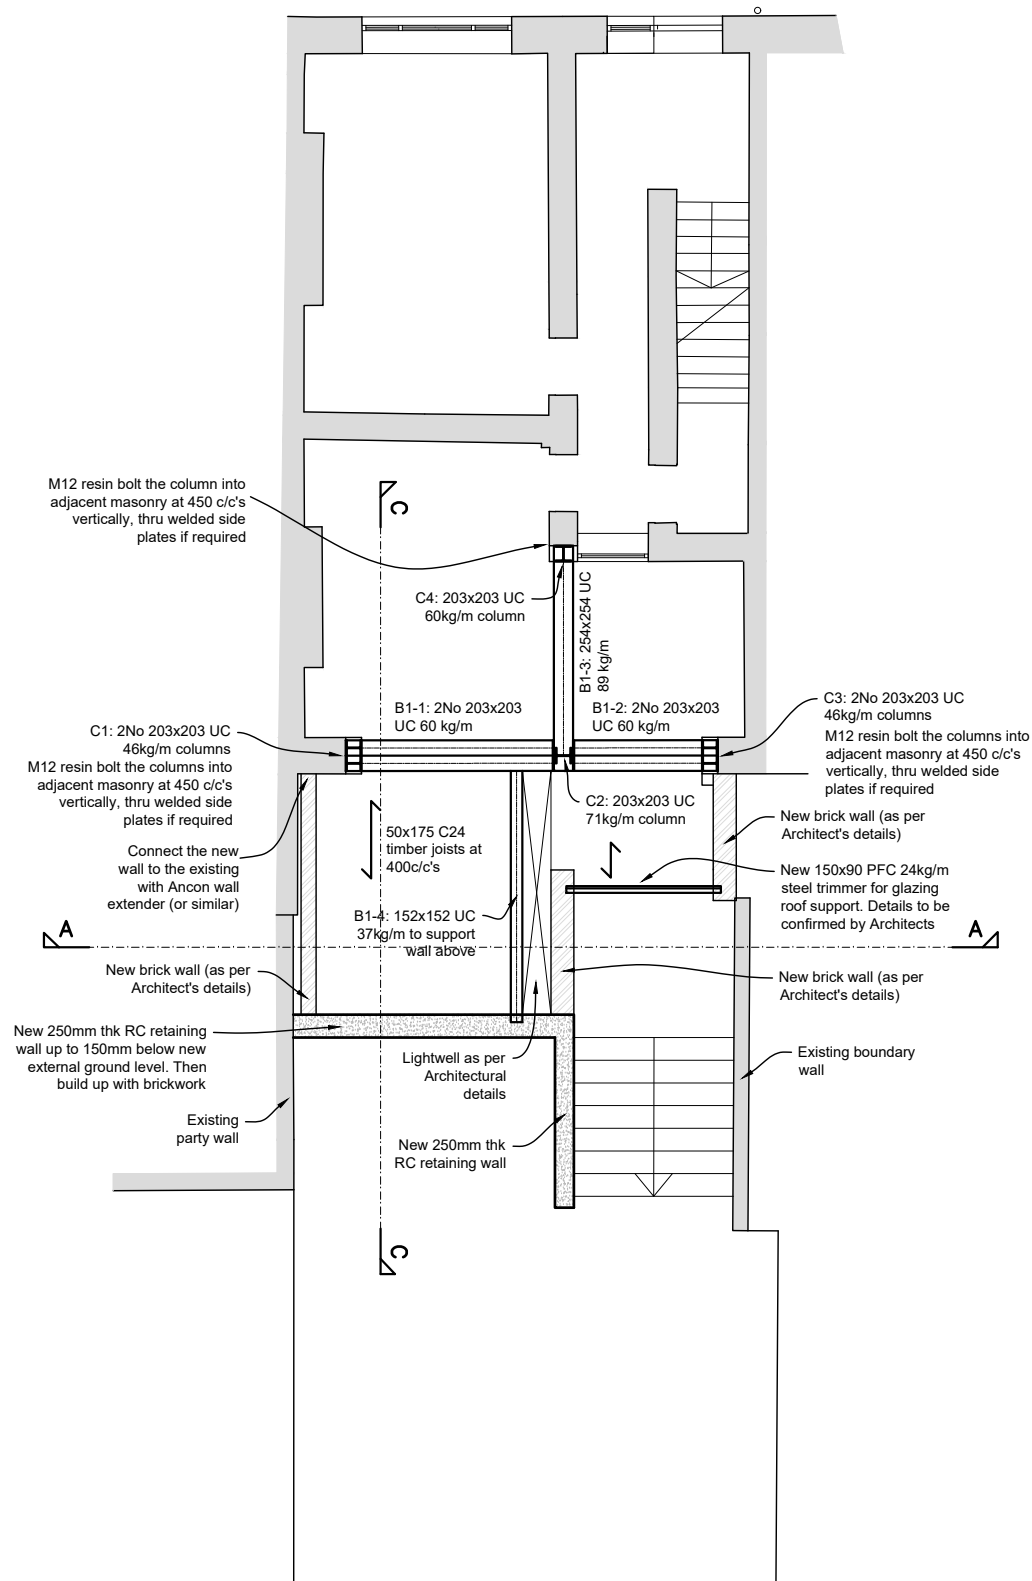 M12 resin bolt the column into
adjacent masonry at 450 c/c's
vertically, thru welded side
plates if required
C
C4: 203x203 UC
60kg/m column
B1-3: 254x254 UC
89 kg/m
B1-1: 2No 203x203
UC 60 kg/m
B1-2: 2No 203x203
UC 60 kg/m
C3: 2No 203x203 UC
46kg/m columns
M12 resin bolt the columns into
adjacent masonry at 450 c/c's
vertically, thru welded side
plates if required
C1: 2No 203x203 UC
46kg/m columns
M12 resin bolt the columns into
adjacent masonry at 450 c/c's
vertically, thru welded side
plates if required
C2: 203x203 UC
71kg/m column
50x175 C24
timber joists at
400c/c's
New brick wall (as per
Architect's details)
Connect the new
wall to the existing
with Ancon wall
extender (or similar)
New 150x90 PFC 24kg/m
steel trimmer for glazing
roof support. Details to be
confirmed by Architects
B1-4: 152x152 UC
37kg/m to support
wall above
A
A
New brick wall (as per
Architect's details)
New brick wall (as per
Architect's details)
New 250mm thk RC retaining
wall up to 150mm below new
external ground level. Then
build up with brickwork
Lightwell as per
Architectural
details
Existing boundary
wall
Existing
party wall
New 250mm thk
RC retaining wall
C